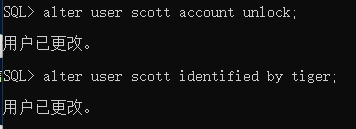 SQL> alter user scott account unlock;
用户已更改。
SQL> alter user scott identified by tiger;
用户已更改。